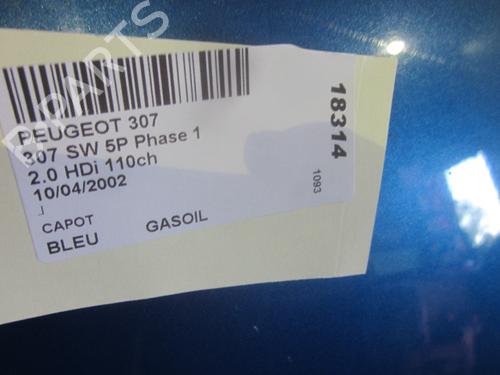 PEUGEOT 307
307 SW 5P Phase 1
2.0 HDi 110ch
10/04/2002
CAPOT
BLEU GASOIL
18314
1093
B-PARTS